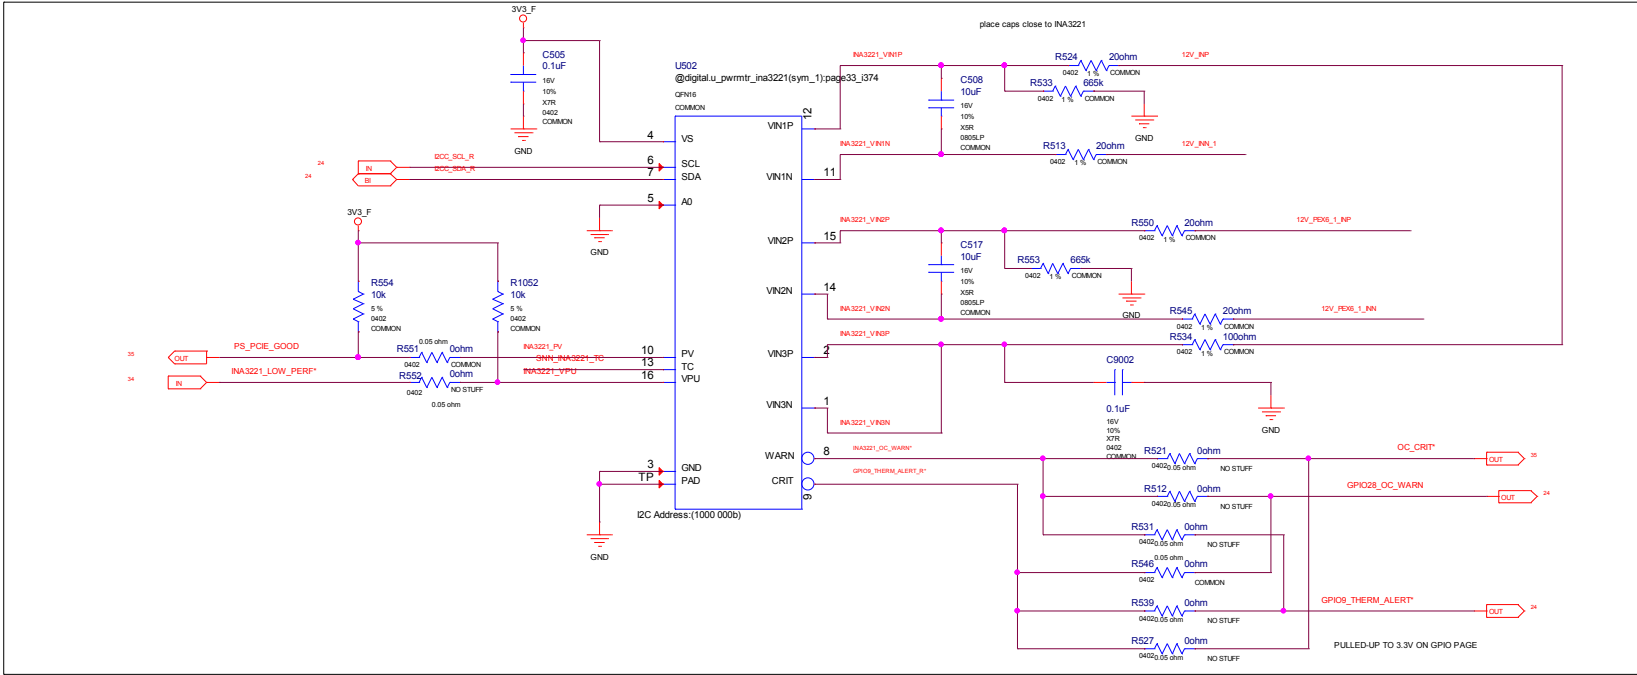 3V3_F
place caps close to INA3221
C505
0.1uF
16V
10%
X7R
0402
COMMON
GND
U502
@digital.u_pwrmtr_ina3221(sym_1):page33_i374
QFN16
COMMON
4 VS
24 IN I2CC_SCL_R 6 SCL
24 BI I2CC_SDA_R 7 SDA
5 A0
GND
3V3_F
R554
10k
5 %
0402
COMMON
R1052
10k
5 %
0402
COMMON
35 OUT PS_PCIE_GOOD
R551 0ohm
0.05 ohm
0402 COMMON
INA3221_PV 10 PV
SNN_INA3221_TC 13 TC
34 IN INA3221_LOW_PERF*
R552 0ohm
0402 NO STUFF
0.05 ohm
INA3221_VPU 16 VPU
3 GND
TP PAD
GND
I2C Address:(1000 000b)
VIN1P 12 INA3221_VIN1P
C508
10uF
16V
10%
X5R
0805LP
COMMON
R524 20ohm
0402 1 % COMMON
12V_INP
R533 665k
0402 1 % COMMON
GND
VIN1N 11 INA3221_VIN1N
R513 20ohm
0402 1 % COMMON
12V_INN_1
VIN2P 15 INA3221_VIN2P
C517
10uF
16V
10%
X5R
0805LP
COMMON
R550 20ohm
0402 1 % COMMON
12V_PEX6_1_INP
R553 665k
0402 1 % COMMON
GND
VIN2N 14 INA3221_VIN2N
R545 20ohm
0402 1 % COMMON
12V_PEX6_1_INN
VIN3P 2 INA3221_VIN3P
R534 100ohm
0402 1 % COMMON
C9002
0.1uF
16V
10%
X7R
0402
COMMON
GND
VIN3N 1 INA3221_VIN3N
WARN 8 INA3221_OC_WARN*
CRIT 9 GPIO9_THERM_ALERT_R*
R521 0ohm
0402 0.05 ohm NO STUFF
OC_CRIT* OUT 35
R512 0ohm
0402 0.05 ohm NO STUFF
GPIO28_OC_WARN OUT 24
R531 0ohm
0402 0.05 ohm NO STUFF
0.05 ohm
R546 0ohm
0402 COMMON
R539 0ohm
0402 0.05 ohm NO STUFF
GPIO9_THERM_ALERT* OUT 24
R527 0ohm
0402 0.05 ohm NO STUFF
PULLED-UP TO 3.3V ON GPIO PAGE